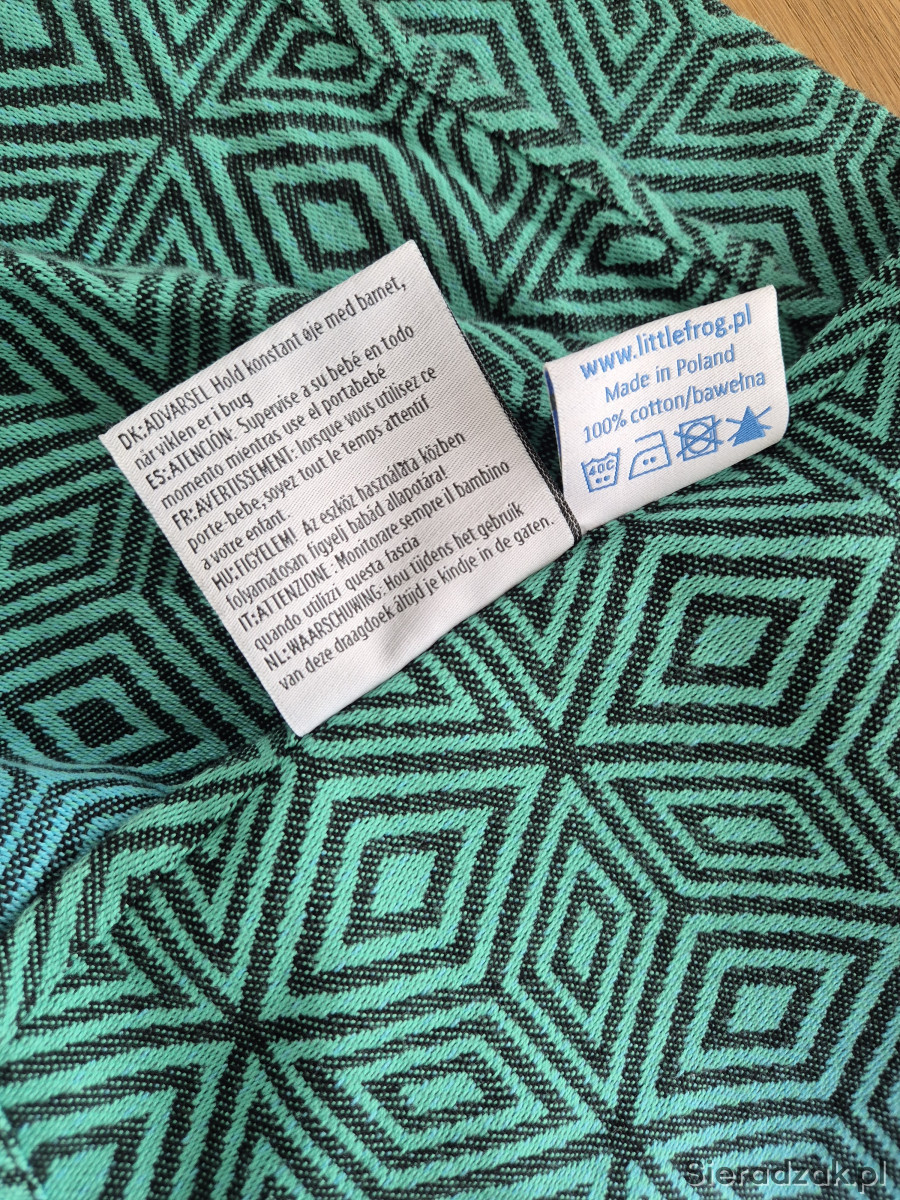 DK:ADVARSEL Hold konstant øje med barnet,
når viklen er i brug
ES:ATENCIÓN: Supervise a su bebé en todo
momento mientras use el portabebé
FR:AVERTISSEMENT: lorsque vous utilisez ce
porte-bebe, soyez tout le temps attentif
a votre enfant.
HU:FIGYELEM! Az eszköz használata közben
folyamatosan figyelj babád állapotára!
IT:ATTENZIONE: Monitorare sempre il bambino
quando utilizzi questa fascia
NL:WAARSCHUWING: Hou tijdens het gebruik
van deze draagdoek altijd je kindje in de gaten.
www.littlefrog.pl
Made in Poland
100% cotton/bawełna
40C
Sieradzak.pl